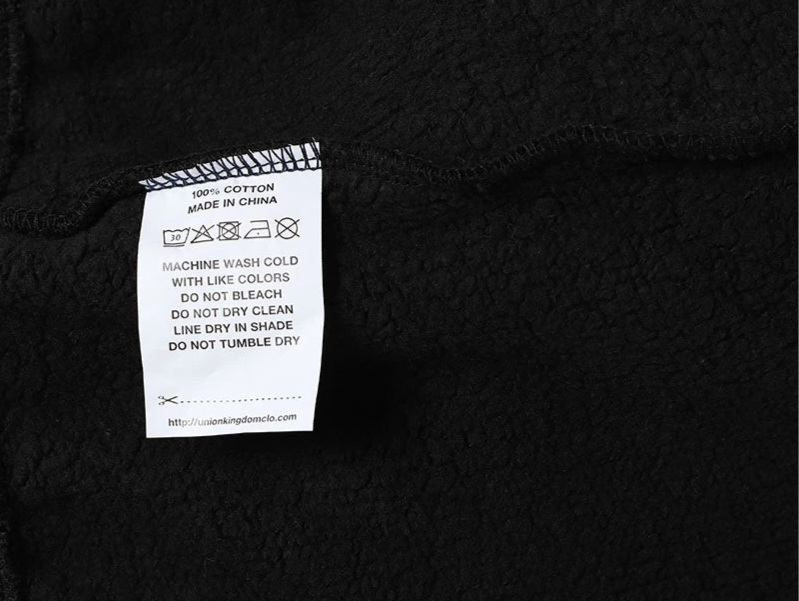 100% COTTON
MADE IN CHINA
30
MACHINE WASH COLD
WITH LIKE COLORS
DO NOT BLEACH
DO NOT DRY CLEAN
LINE DRY IN SHADE
DO NOT TUMBLE DRY
http://unionkingdomclo.com